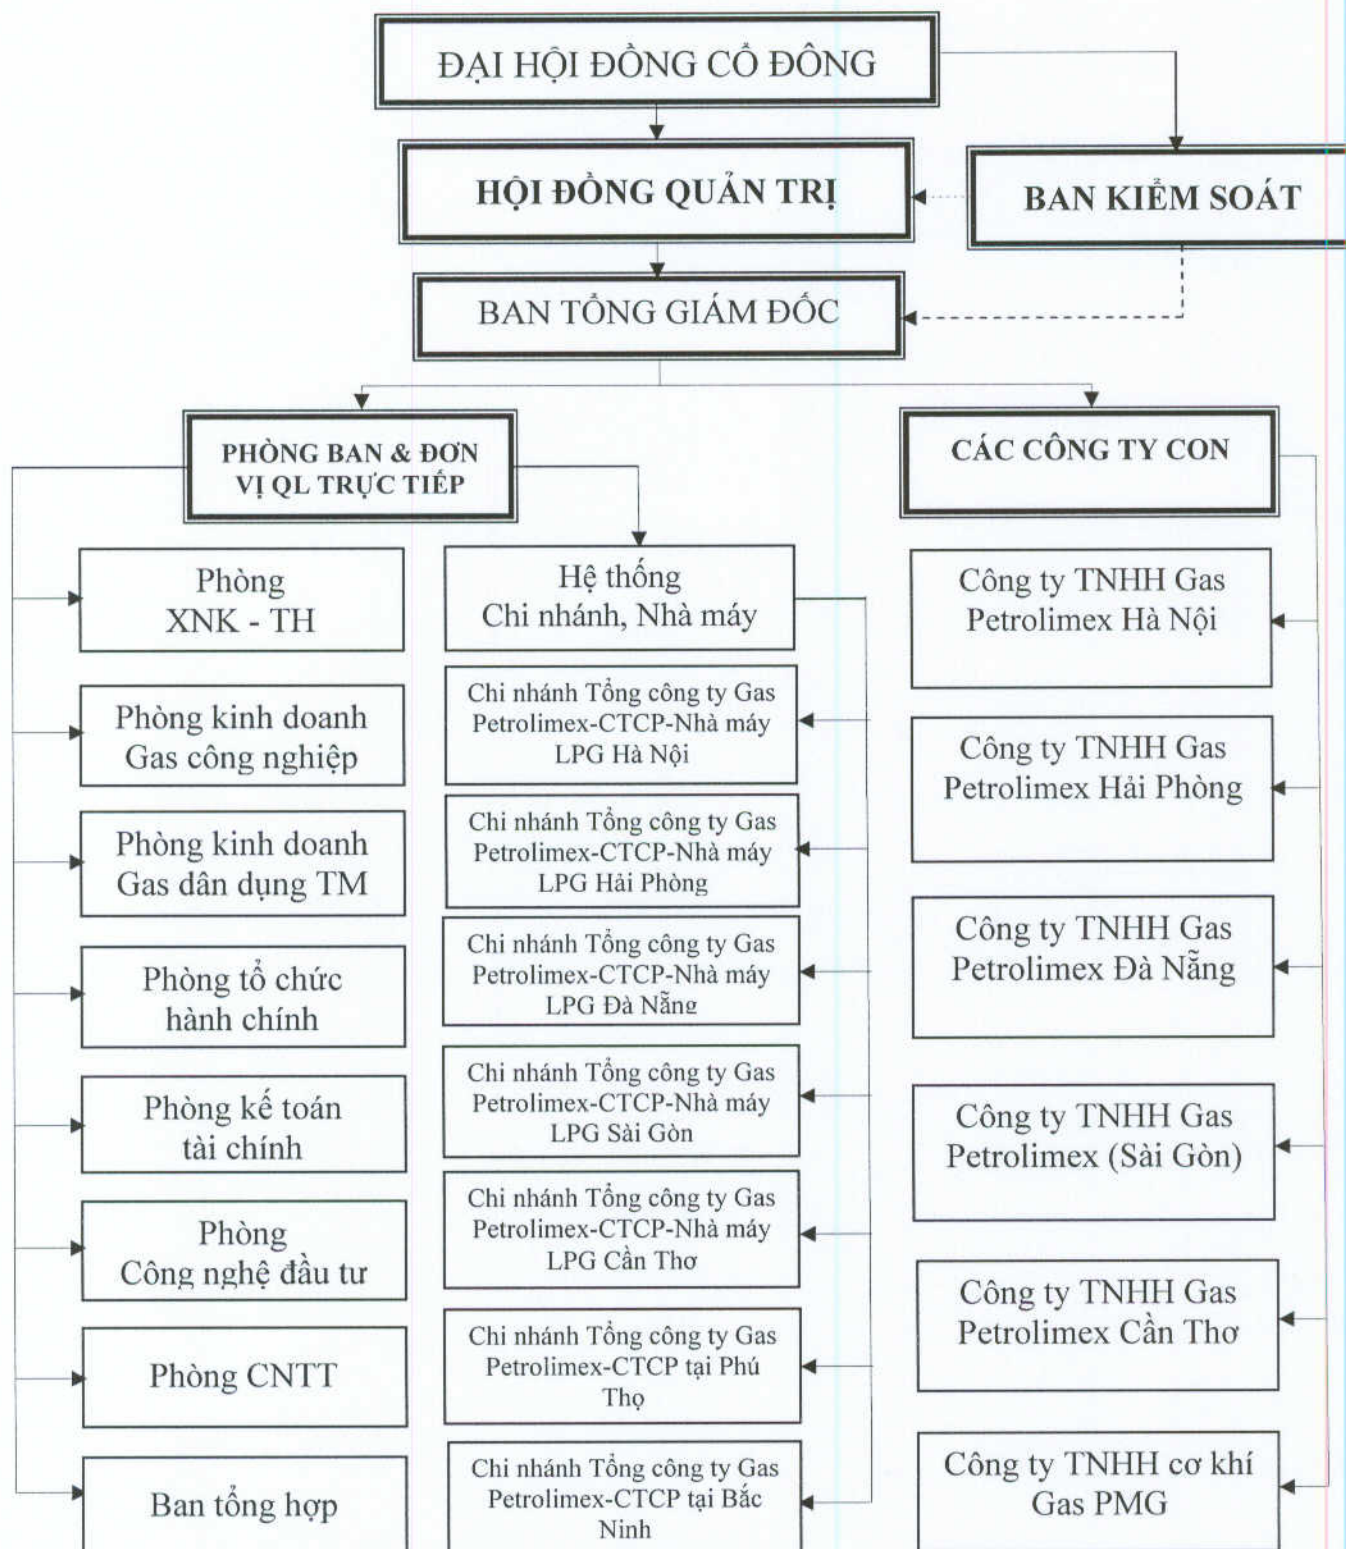 ĐẠI HỘI ĐỒNG CỔ ĐÔNG
HỘI ĐỒNG QUẢN TRỊ
BAN KIỂM SOÁT
BAN TỔNG GIÁM ĐỐC
PHÒNG BAN & ĐƠN
VỊ QL TRỰC TIẾP
Phòng
XNK - TH
Phòng kinh doanh
Gas công nghiệp
Phòng kinh doanh
Gas dân dụng TM
Phòng tổ chức
hành chính
Phòng kế toán
tài chính
Phòng
Công nghệ đầu tư
Phòng CNTT
Ban tổng hợp
Hệ thống
Chi nhánh, Nhà máy
Chi nhánh Tổng công ty Gas
Petrolimex-CTCP-Nhà máy
LPG Hà Nội
Chi nhánh Tổng công ty Gas
Petrolimex-CTCP-Nhà máy
LPG Hải Phòng
Chi nhánh Tổng công ty Gas
Petrolimex-CTCP-Nhà máy
LPG Đà Nẵng
Chi nhánh Tổng công ty Gas
Petrolimex-CTCP-Nhà máy
LPG Sài Gòn
Chi nhánh Tổng công ty Gas
Petrolimex-CTCP-Nhà máy
LPG Cần Thơ
Chi nhánh Tổng công ty Gas
Petrolimex-CTCP tại Phú
Thọ
Chi nhánh Tổng công ty Gas
Petrolimex-CTCP tại Bắc
Ninh
CÁC CÔNG TY CON
Công ty TNHH Gas
Petrolimex Hà Nội
Công ty TNHH Gas
Petrolimex Hải Phòng
Công ty TNHH Gas
Petrolimex Đà Nẵng
Công ty TNHH Gas
Petrolimex (Sài Gòn)
Công ty TNHH Gas
Petrolimex Cần Thơ
Công ty TNHH cơ khí
Gas PMG